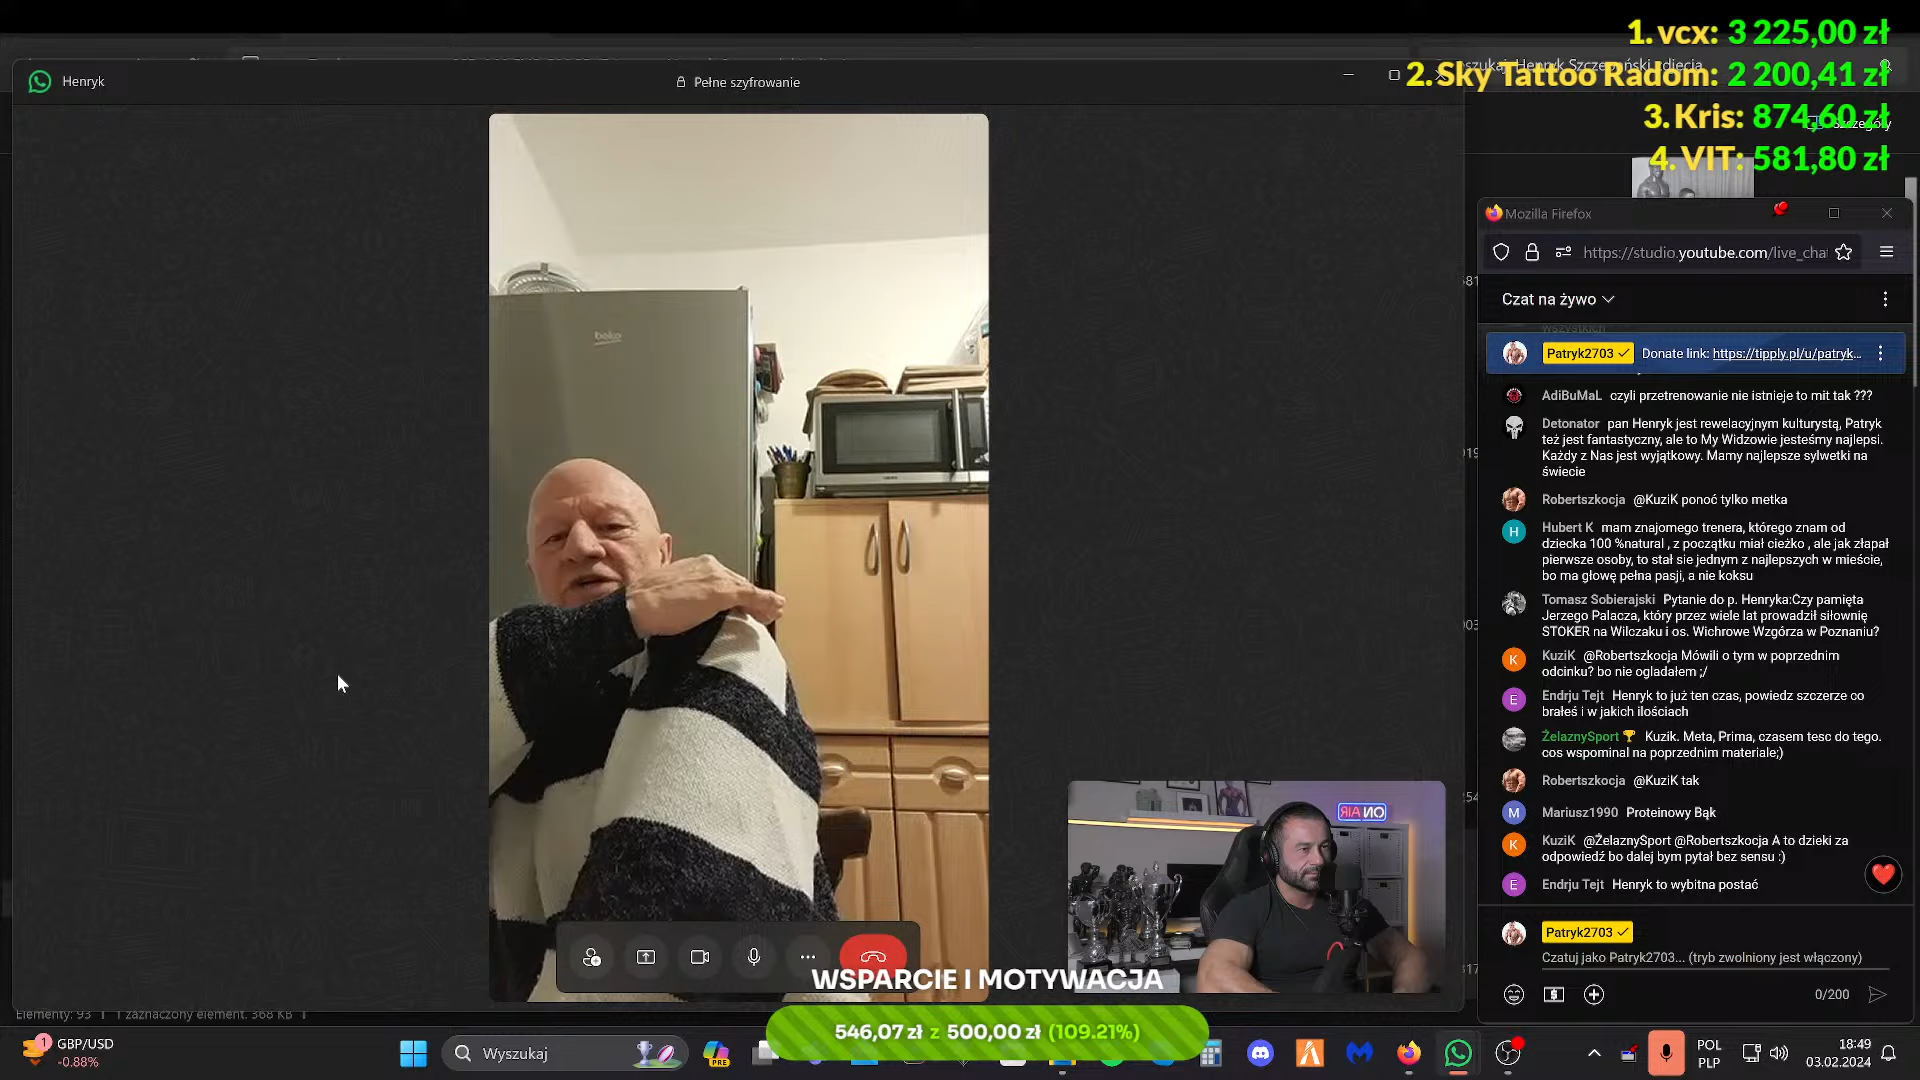 1. vcx: 3 225,00 zł
2. Sky Tattoo Radom: 2 200,41 zł
3. Kris: 874,60 zł
4. VIT: 581,80 zł
Henryk
Pełne szyfrowanie
beko
ON AIR
Mozilla Firefox
https://studio.youtube.com/live_chat
Czat na żywo
wszystkich
Patryk2703 Donate link: https://tipply.pl/u/patryk...
AdiBuMaL czyli przetrenowanie nie istnieje to mit tak ???
Detonator pan Henryk jest rewelacyjnym kulturystą, Patryk
też jest fantastyczny, ale to My Widzowie jesteśmy najlepsi.
Każdy z Nas jest wyjątkowy. Mamy najlepsze sylwetki na
świecie
Robertszkocja @KuziK ponoć tylko metka
H Hubert K mam znajomego trenera, którego znam od
dziecka 100 %natural , z początku miał cieżko , ale jak złapał
pierwsze osoby, to stał sie jednym z najlepszych w mieście,
bo ma głowę pełna pasji, a nie koksu
Tomasz Sobierajski Pytanie do p. Henryka:Czy pamięta
Jerzego Palacza, który przez wiele lat prowadził siłownię
STOKER na Wilczaku i os. Wichrowe Wzgórza w Poznaniu?
K KuziK @Robertszkocja Mówili o tym w poprzednim
odcinku? bo nie ogladałem ;/
E Endrju Tejt Henryk to już ten czas, powiedz szczerze co
brałeś i w jakich ilościach
ŻelaznySport Kuzik. Meta, Prima, czasem tesc do tego.
cos wspominal na poprzednim materiale;)
Robertszkocja @KuziK tak
M Mariusz1990 Proteinowy Bąk
K KuziK @ŻelaznySport @Robertszkocja A to dzieki za
odpowiedź bo dalej bym pytał bez sensu :)
E Endrju Tejt Henryk to wybitna postać
Patryk2703
Czatuj jako Patryk2703... (tryb zwolniony jest włączony)
0/200
WSPARCIE I MOTYWACJA
546,07 zł z 500,00 zł (109.21%)
Elementy: 93 1 zaznaczony element. 368 KB
1 GBP/USD
-0.88%
Wyszukaj
PRE
POL
PLP
18:49
03.02.2024